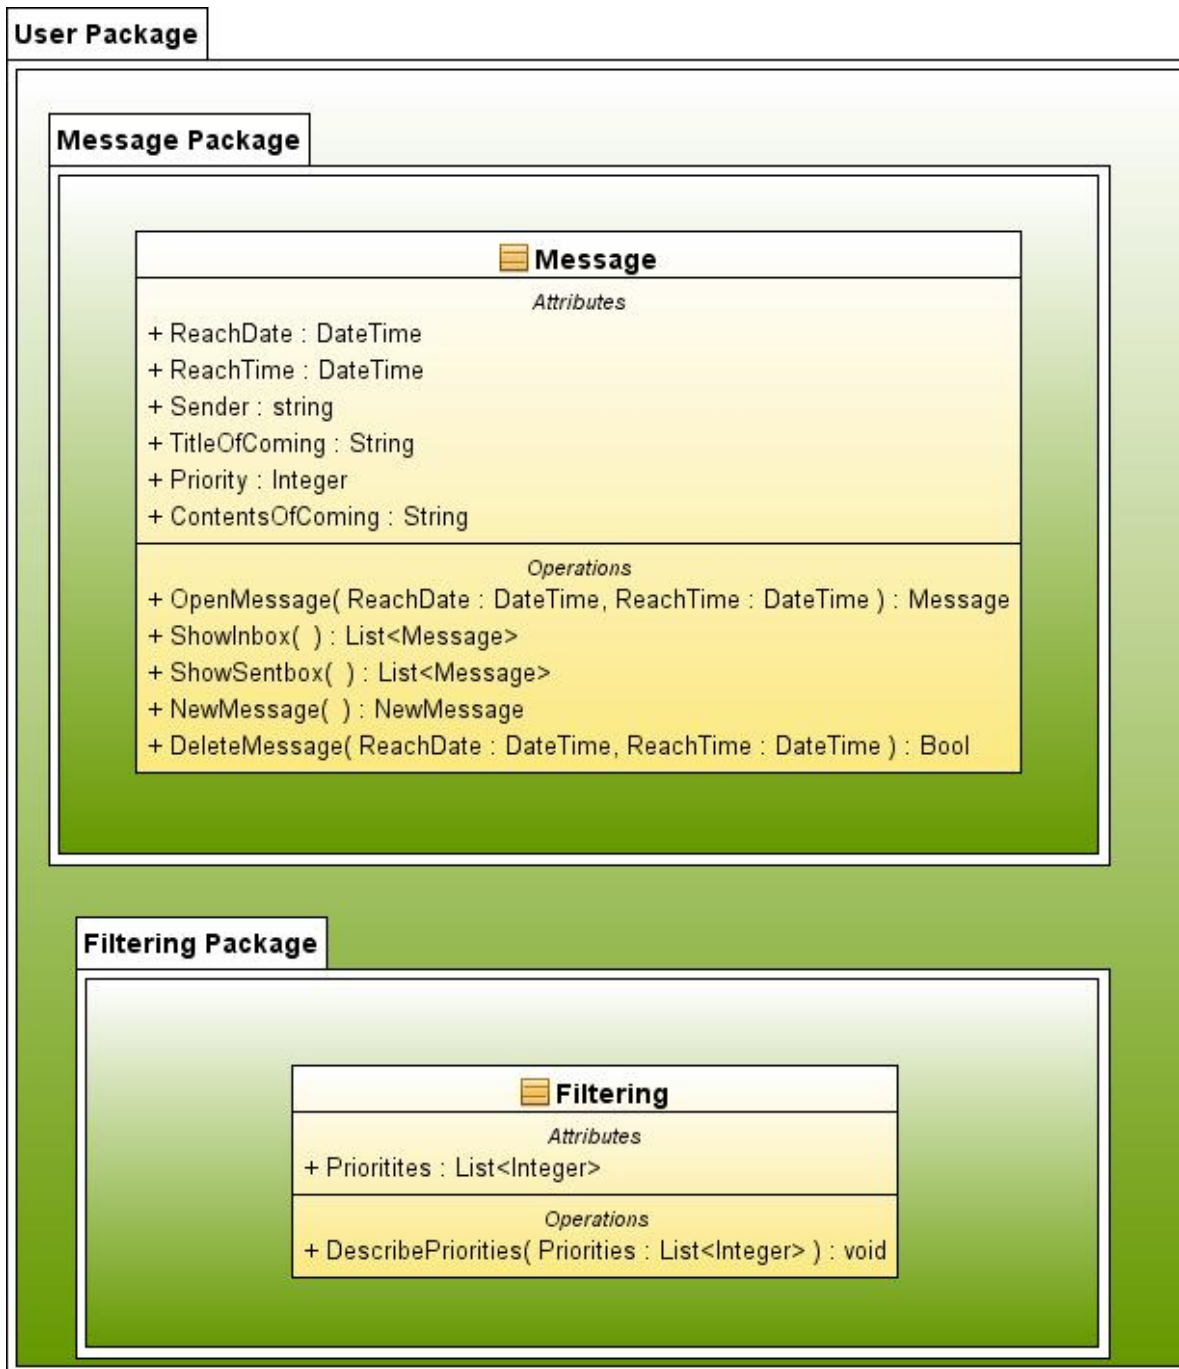 User Package
Message Package
Message
Attributes
+ ReachDate : DateTime
+ ReachTime : DateTime
+ Sender : string
+ TitleOfComing : String
+ Priority : Integer
+ ContentsOfComing : String
Operations
+ OpenMessage( ReachDate : DateTime, ReachTime : DateTime ) : Message
+ ShowInbox(  ) : List<Message>
+ ShowSentbox(  ) : List<Message>
+ NewMessage(  ) : NewMessage
+ DeleteMessage( ReachDate : DateTime, ReachTime : DateTime ) : Bool
Filtering Package
Filtering
Attributes
+ Prioritites : List<Integer>
Operations
+ DescribePriorities( Priorities : List<Integer> ) : void